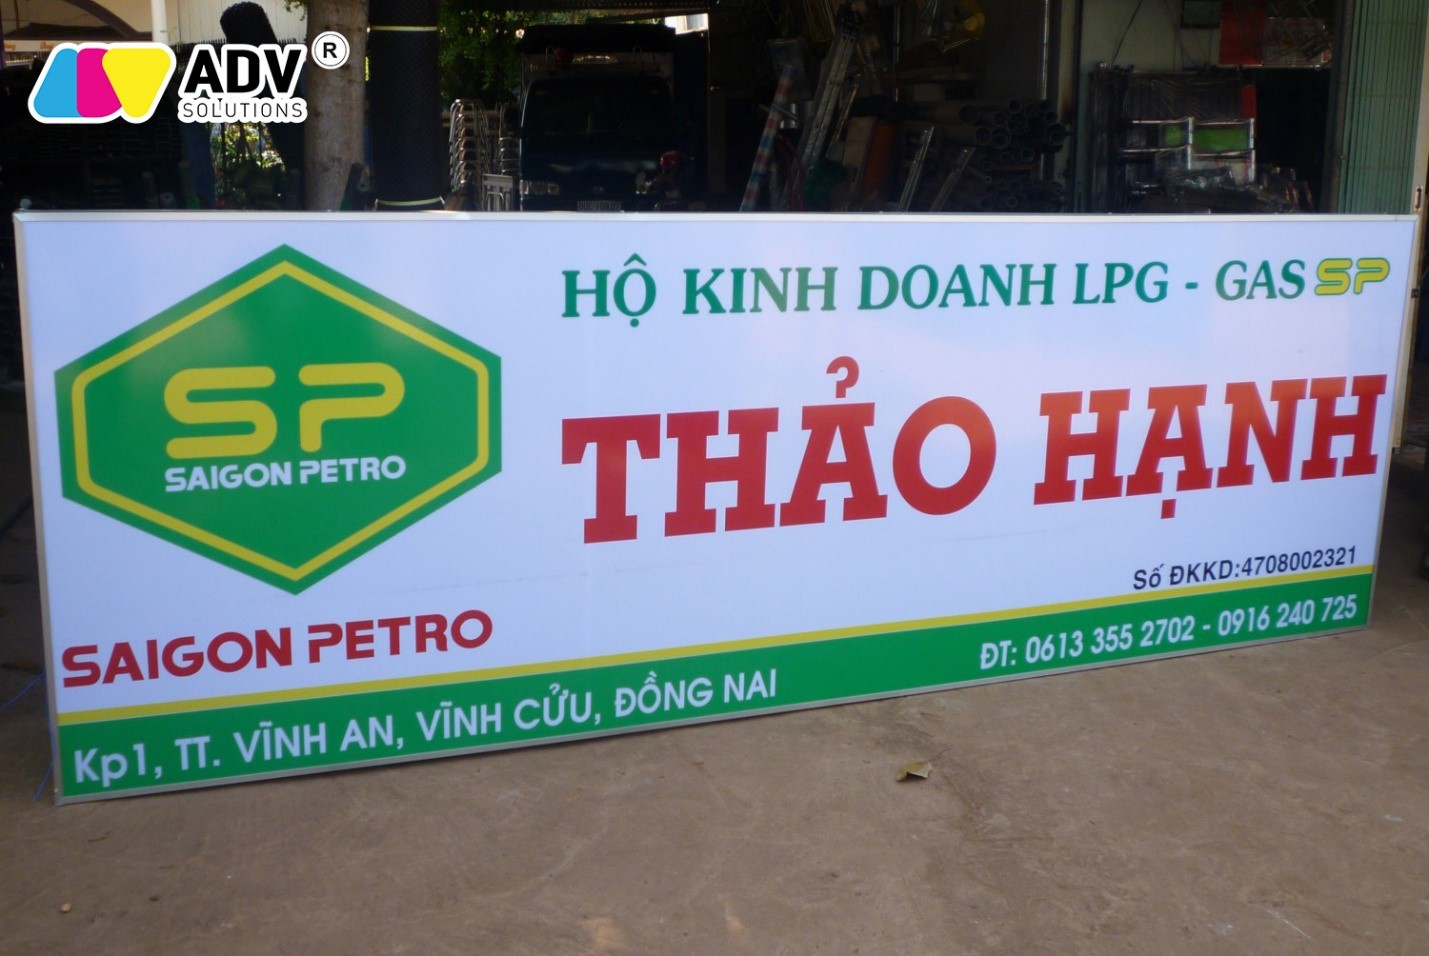 ADV ®
SOLUTIONS
HỘ KINH DOANH LPG - GAS SP
SP
SAIGON PETRO
THẢO HẠNH
Số ĐKKD:4708002321
SAIGON PETRO
ĐT: 0613 355 2702 - 0916 240 725
Kp1, TT. VĨNH AN, VĨNH CỬU, ĐỒNG NAI